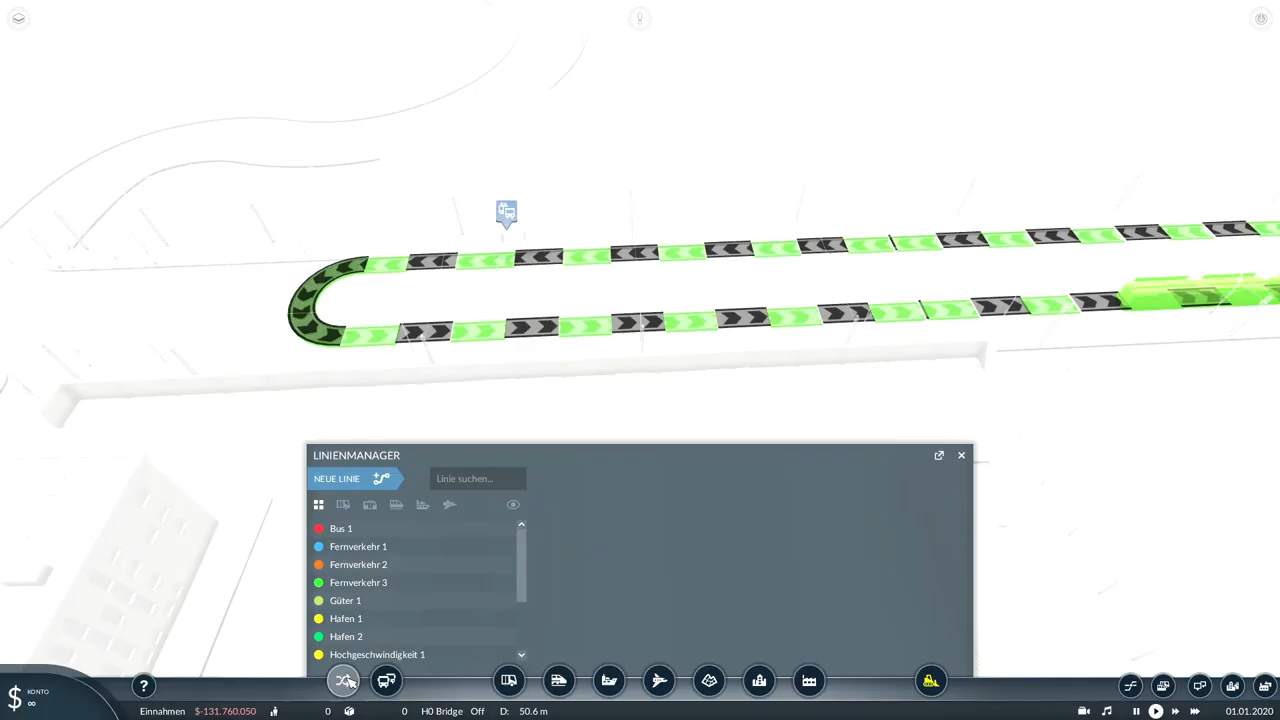 LINIENMANAGER
NEUE LINIE
Linie suchen...
Bus 1
Fernverkehr 1
Fernverkehr 2
Fernverkehr 3
Güter 1
Hafen 1
Hafen 2
Hochgeschwindigkeit 1
$ KONTO ∞
?
Einnahmen $-131.760.050 0 0 H0 Bridge Off D: 50.6 m 01.01.2020